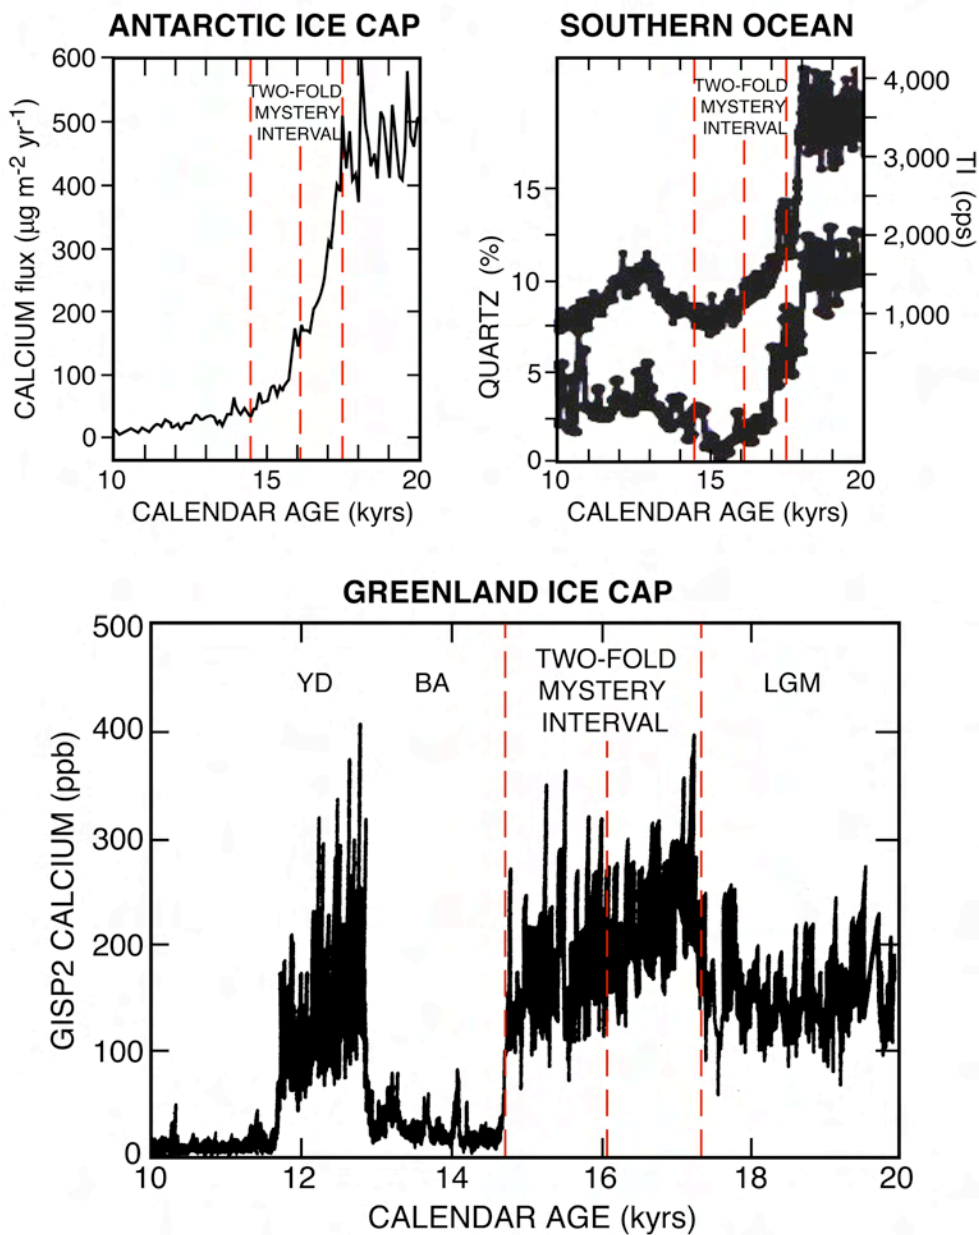 ANTARCTIC ICE CAP
600
500
400
300
200
100
0
CALCIUM flux (μg m⁻² yr⁻¹)
TWO-FOLD
MYSTERY
INTERVAL
10
15
20
CALENDAR AGE (kyrs)
SOUTHERN OCEAN
15
10
5
0
QUARTZ (%)
TWO-FOLD
MYSTERY
INTERVAL
4,000
3,000
2,000
1,000
TI (cps)
10
15
20
CALENDAR AGE (kyrs)
GREENLAND ICE CAP
500
400
300
200
100
0
GISP2 CALCIUM (ppb)
YD
BA
TWO-FOLD
MYSTERY
INTERVAL
LGM
10
12
14
16
18
20
CALENDAR AGE (kyrs)